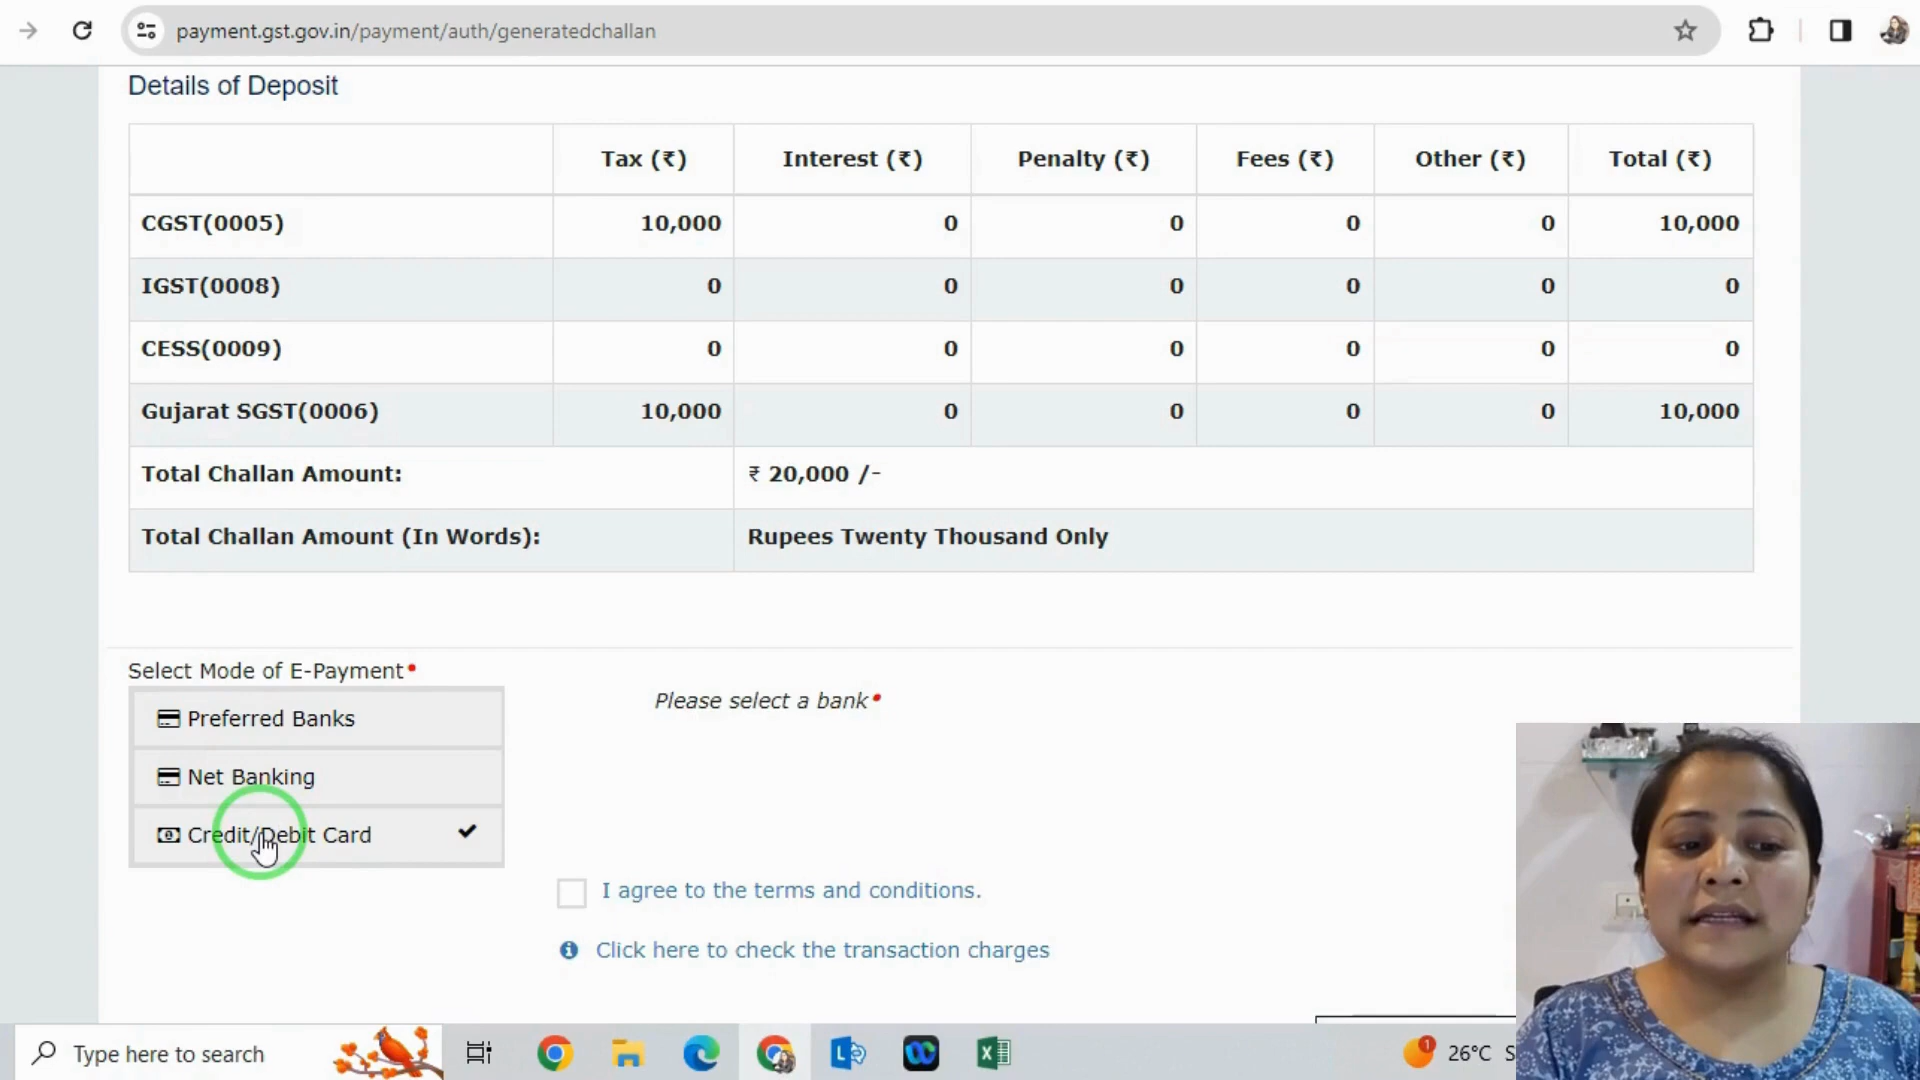 payment.gst.gov.in/payment/auth/generatedchallan
Details of Deposit
Tax (₹) Interest (₹) Penalty (₹) Fees (₹) Other (₹) Total (₹)
CGST(0005) 10,000 0 0 0 0 10,000
IGST(0008) 0 0 0 0 0 0
CESS(0009) 0 0 0 0 0 0
Gujarat SGST(0006) 10,000 0 0 0 0 10,000
Total Challan Amount: ₹ 20,000 /-
Total Challan Amount (In Words): Rupees Twenty Thousand Only
Select Mode of E-Payment•
Please select a bank•
Preferred Banks
Net Banking
Credit/Debit Card
I agree to the terms and conditions.
Click here to check the transaction charges
Type here to search
1
26°C S